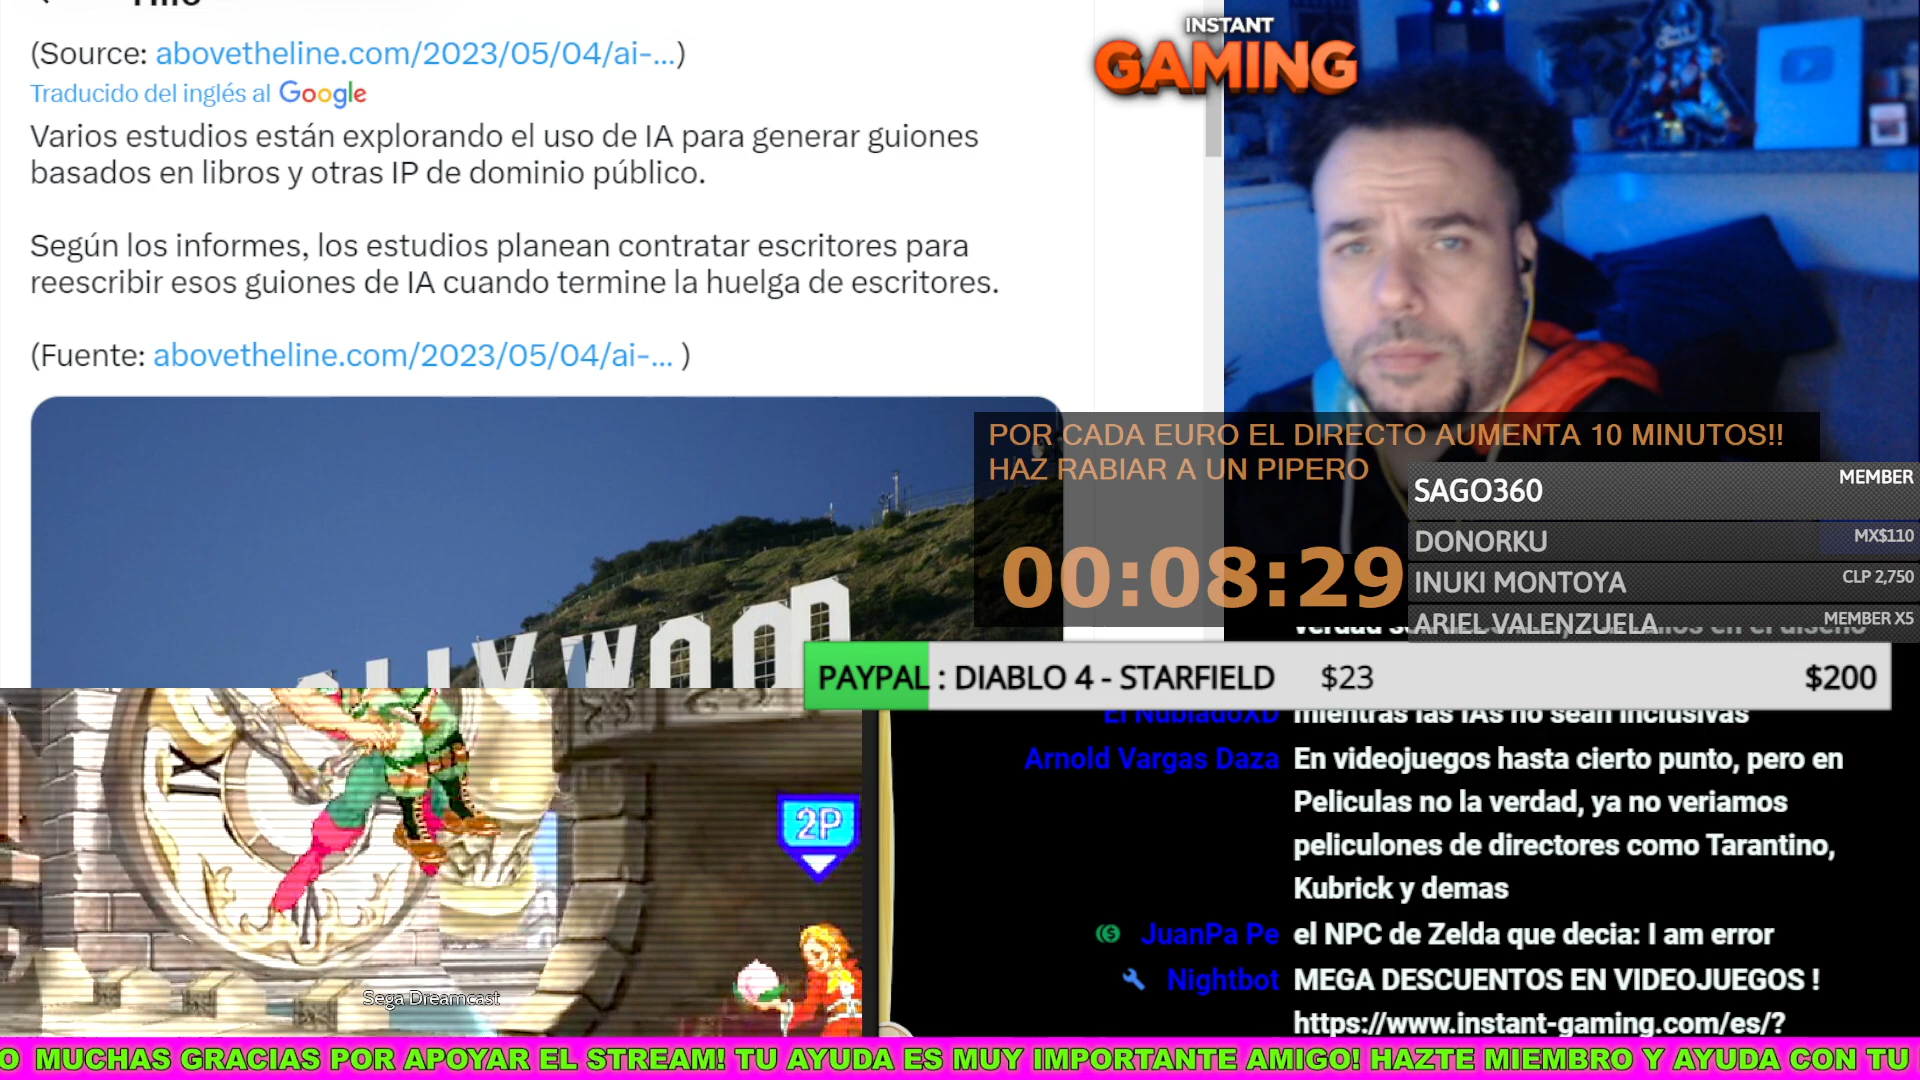 (Source: abovetheline.com/2023/05/04/ai-...)
Traducido del inglés al Google
Varios estudios están explorando el uso de IA para generar guiones
basados en libros y otras IP de dominio público.
Según los informes, los estudios planean contratar escritores para
reescribir esos guiones de IA cuando termine la huelga de escritores.
(Fuente: abovetheline.com/2023/05/04/ai-... )
INSTANT
GAMING
POR CADA EURO EL DIRECTO AUMENTA 10 MINUTOS!!
HAZ RABIAR A UN PIPERO
00:08:29
SAGO360 MEMBER
DONORKU MX$110
INUKI MONTOYA CLP 2,750
ARIEL VALENZUELA MEMBER X5
PAYPAL : DIABLO 4 - STARFIELD $23 $200
El NubladoXD mientras las IAs no sean inclusivas
Arnold Vargas Daza En videojuegos hasta cierto punto, pero en
Peliculas no la verdad, ya no veriamos
peliculones de directores como Tarantino,
Kubrick y demas
JuanPa Pe el NPC de Zelda que decia: I am error
Nightbot MEGA DESCUENTOS EN VIDEOJUEGOS !
https://www.instant-gaming.com/es/?
IX
2P
Sega Dreamcast
O MUCHAS GRACIAS POR APOYAR EL STREAM! TU AYUDA ES MUY IMPORTANTE AMIGO! HAZTE MIEMBRO Y AYUDA CON TU